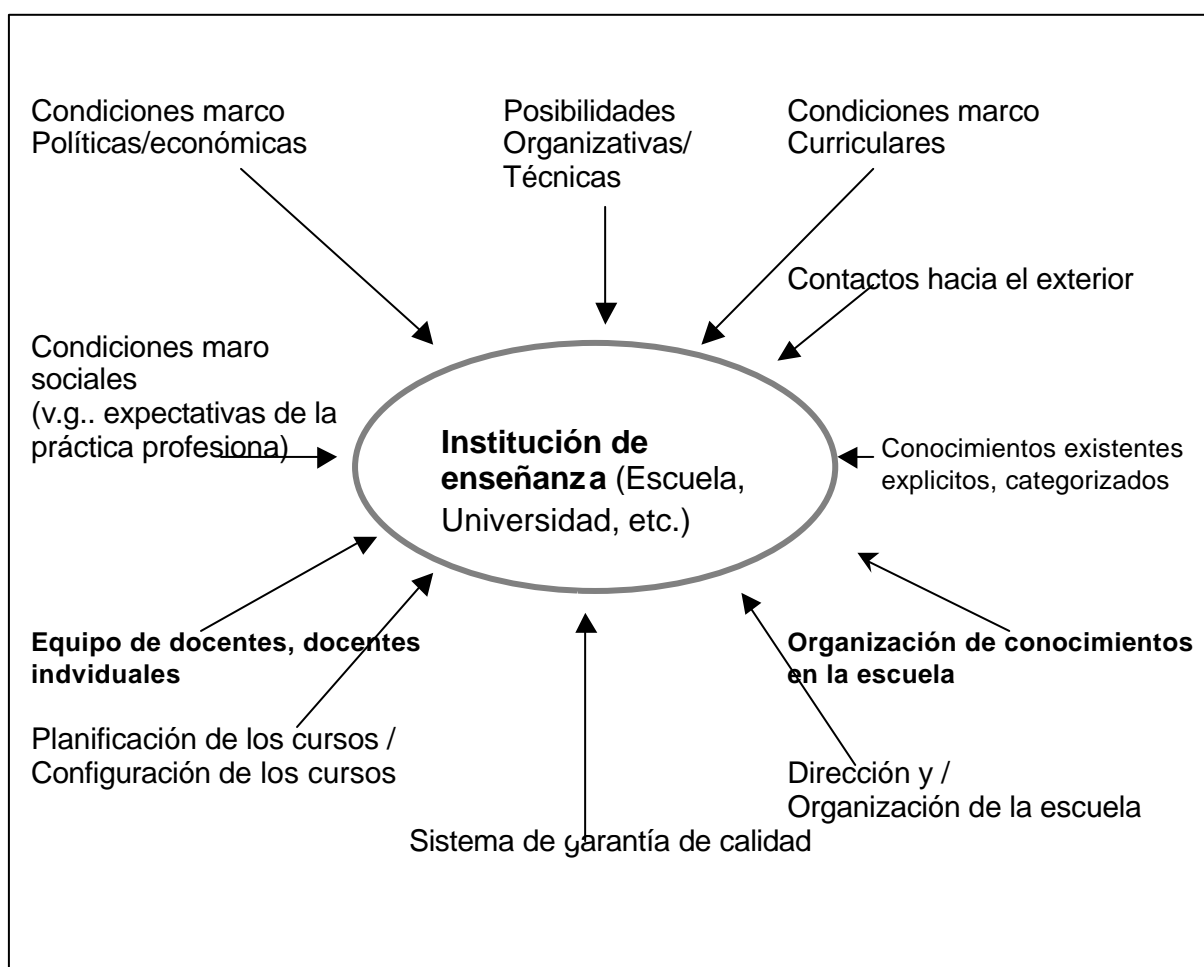 Condiciones marco
Políticas/económicas
Posibilidades
Organizativas/
Técnicas
Condiciones marco
Curriculares
Contactos hacia el exterior
Condiciones maro
sociales
(v.g.. expectativas de la
práctica profesiona)
Institución de
enseñanza (Escuela,
Universidad, etc.)
Conocimientos existentes
explicitos, categorizados
Equipo de docentes, docentes
indviduales
Organización de conocimientos
en la escuela
Planificación de los cursos /
Configuración de los cursos
Dirección y /
Organización de la escuela
Sistema de garantía de calidad